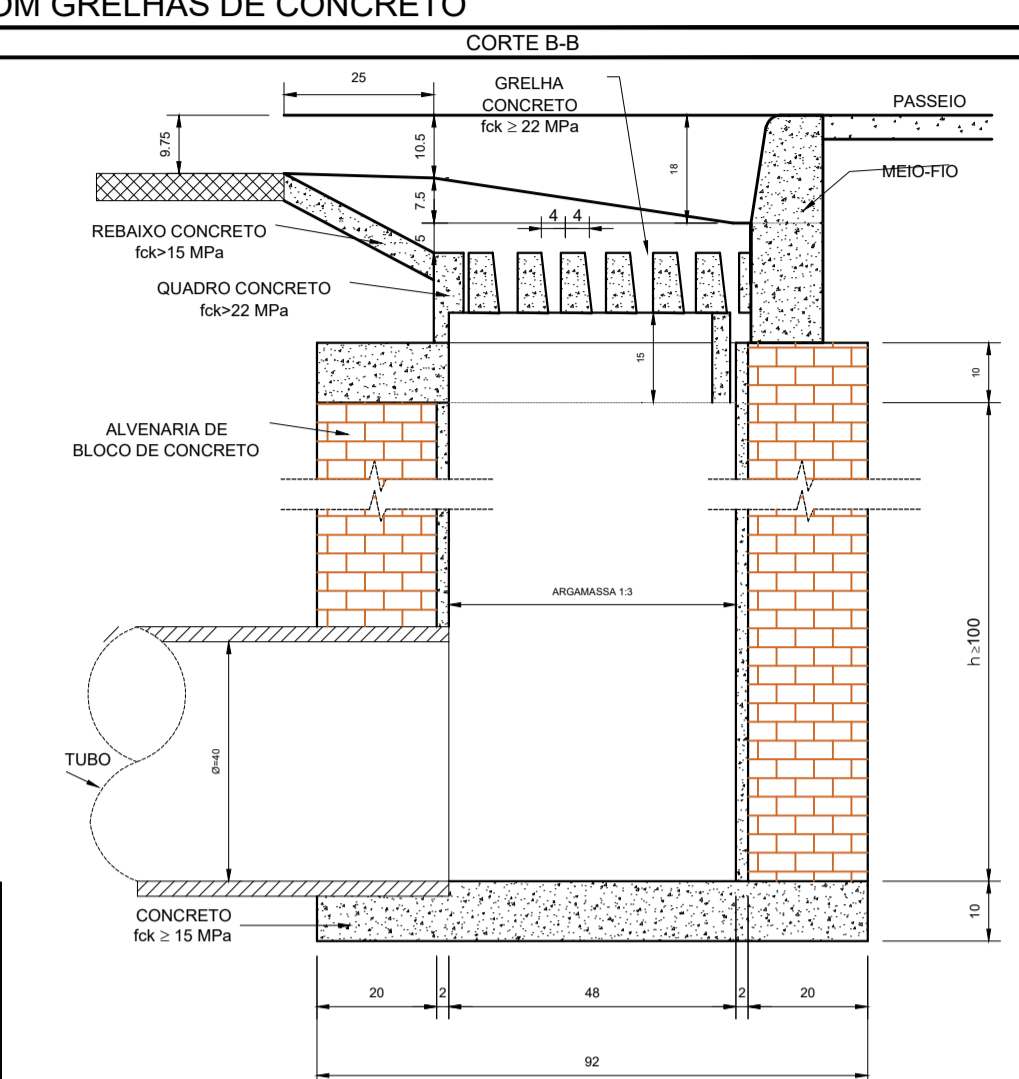 OM GRELHAS DE CONCRETO
CORTE B-B
25
GRELHA
CONCRETO
fck ≥ 22 MPa
PASSEIO
9.75
10.5
18
MEIO-FIO
7.5
4 4
REBAIXO CONCRETO
fck>15 MPa
5
QUADRO CONCRETO
fck>22 MPa
15
10
ALVENARIA DE
BLOCO DE CONCRETO
ARGAMASSA 1:3
h ≥100
TUBO
Ø=40
CONCRETO
fck ≥ 15 MPa
10
20 2 48 2 20
92